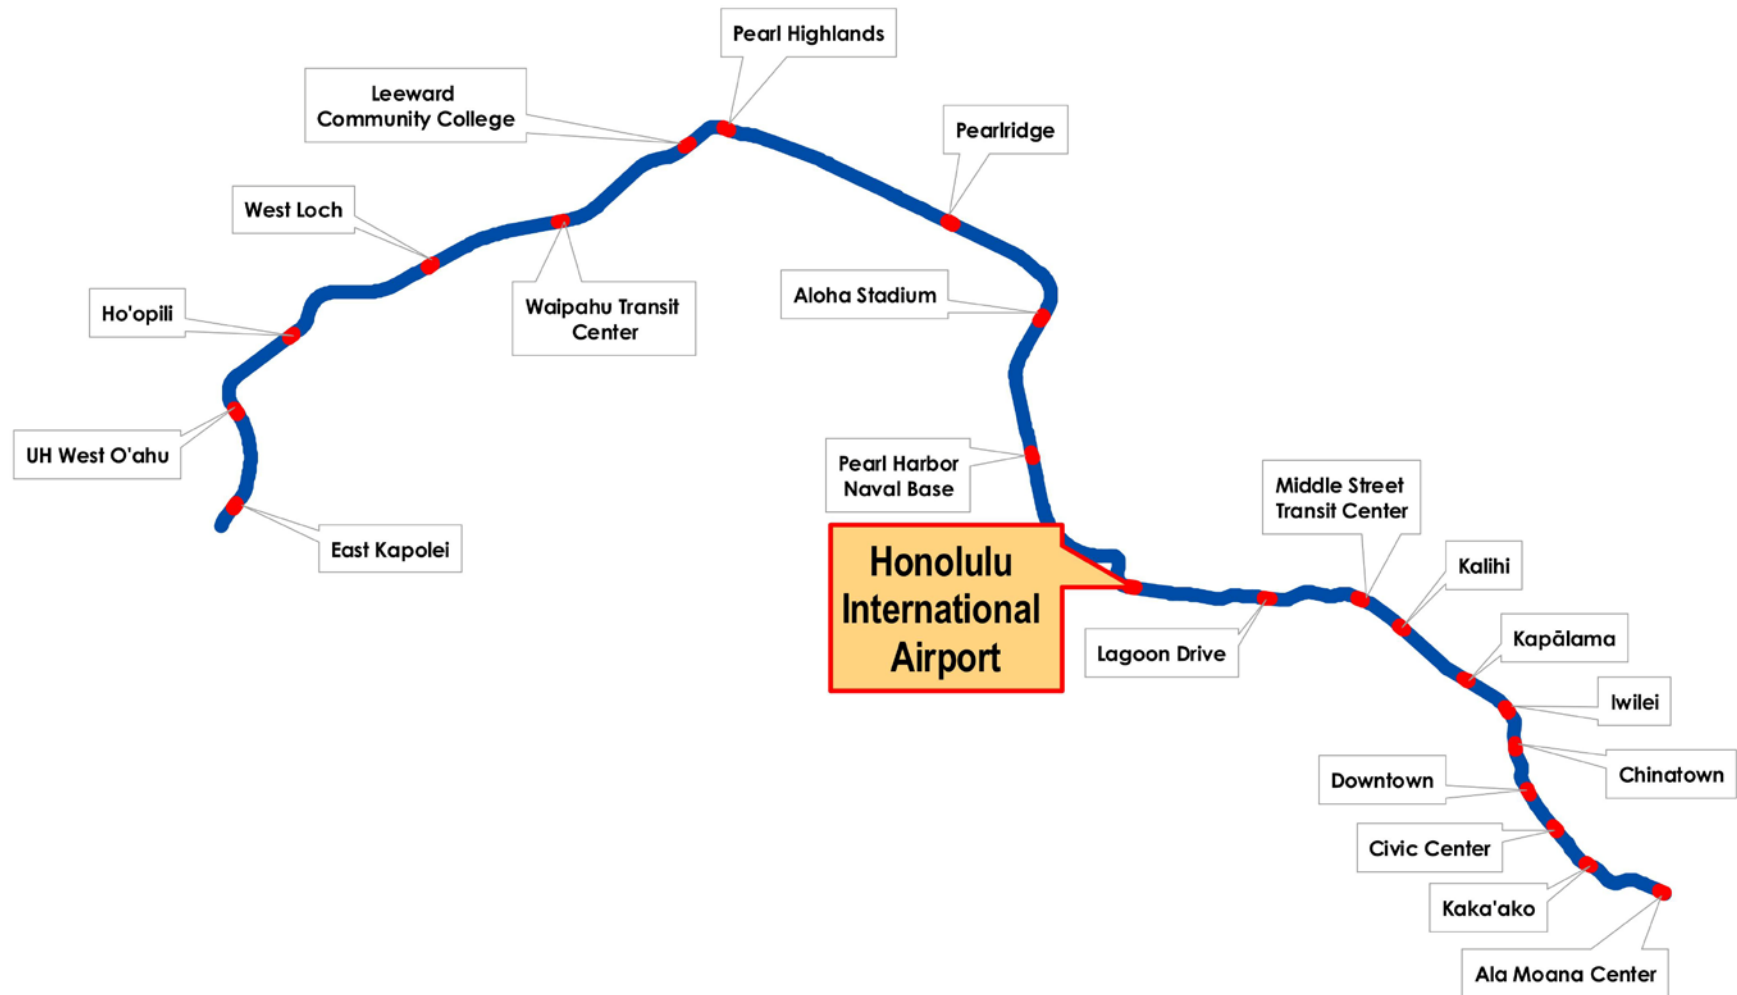 Pearl Highlands
Leeward
Community College
Pearlridge
West Loch
Aloha Stadium
Ho'opili
Waipahu Transit
Center
UH West O'ahu
Pearl Harbor
Naval Base
Middle Street
Transit Center
East Kapolei
Honolulu
International
Airport
Kalihi
Lagoon Drive
Kapālama
Iwilei
Chinatown
Downtown
Civic Center
Kaka'ako
Ala Moana Center